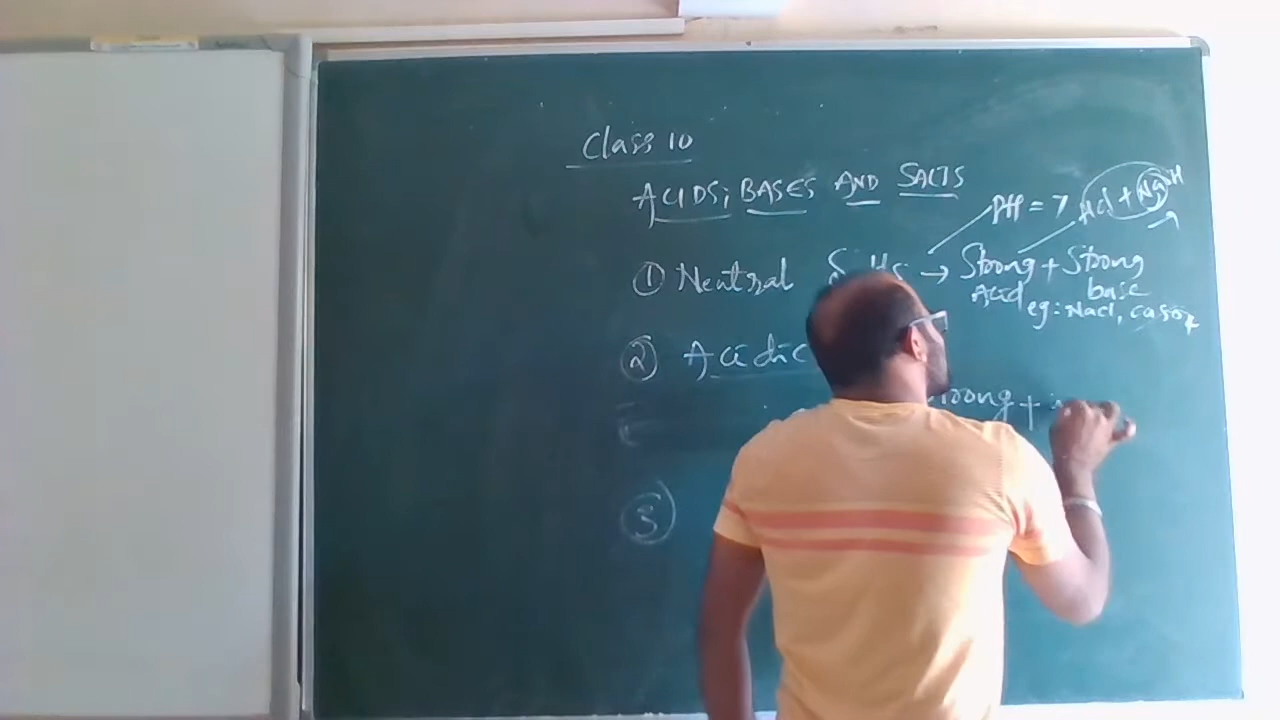 Class 10
ACIDS, BASES AND SALTS
PH = 7 HCl + NaOH
① Neutral → Strong + Strong
Acid base
eg: NaCl, CaSO4
② Acidic
Strong +
③